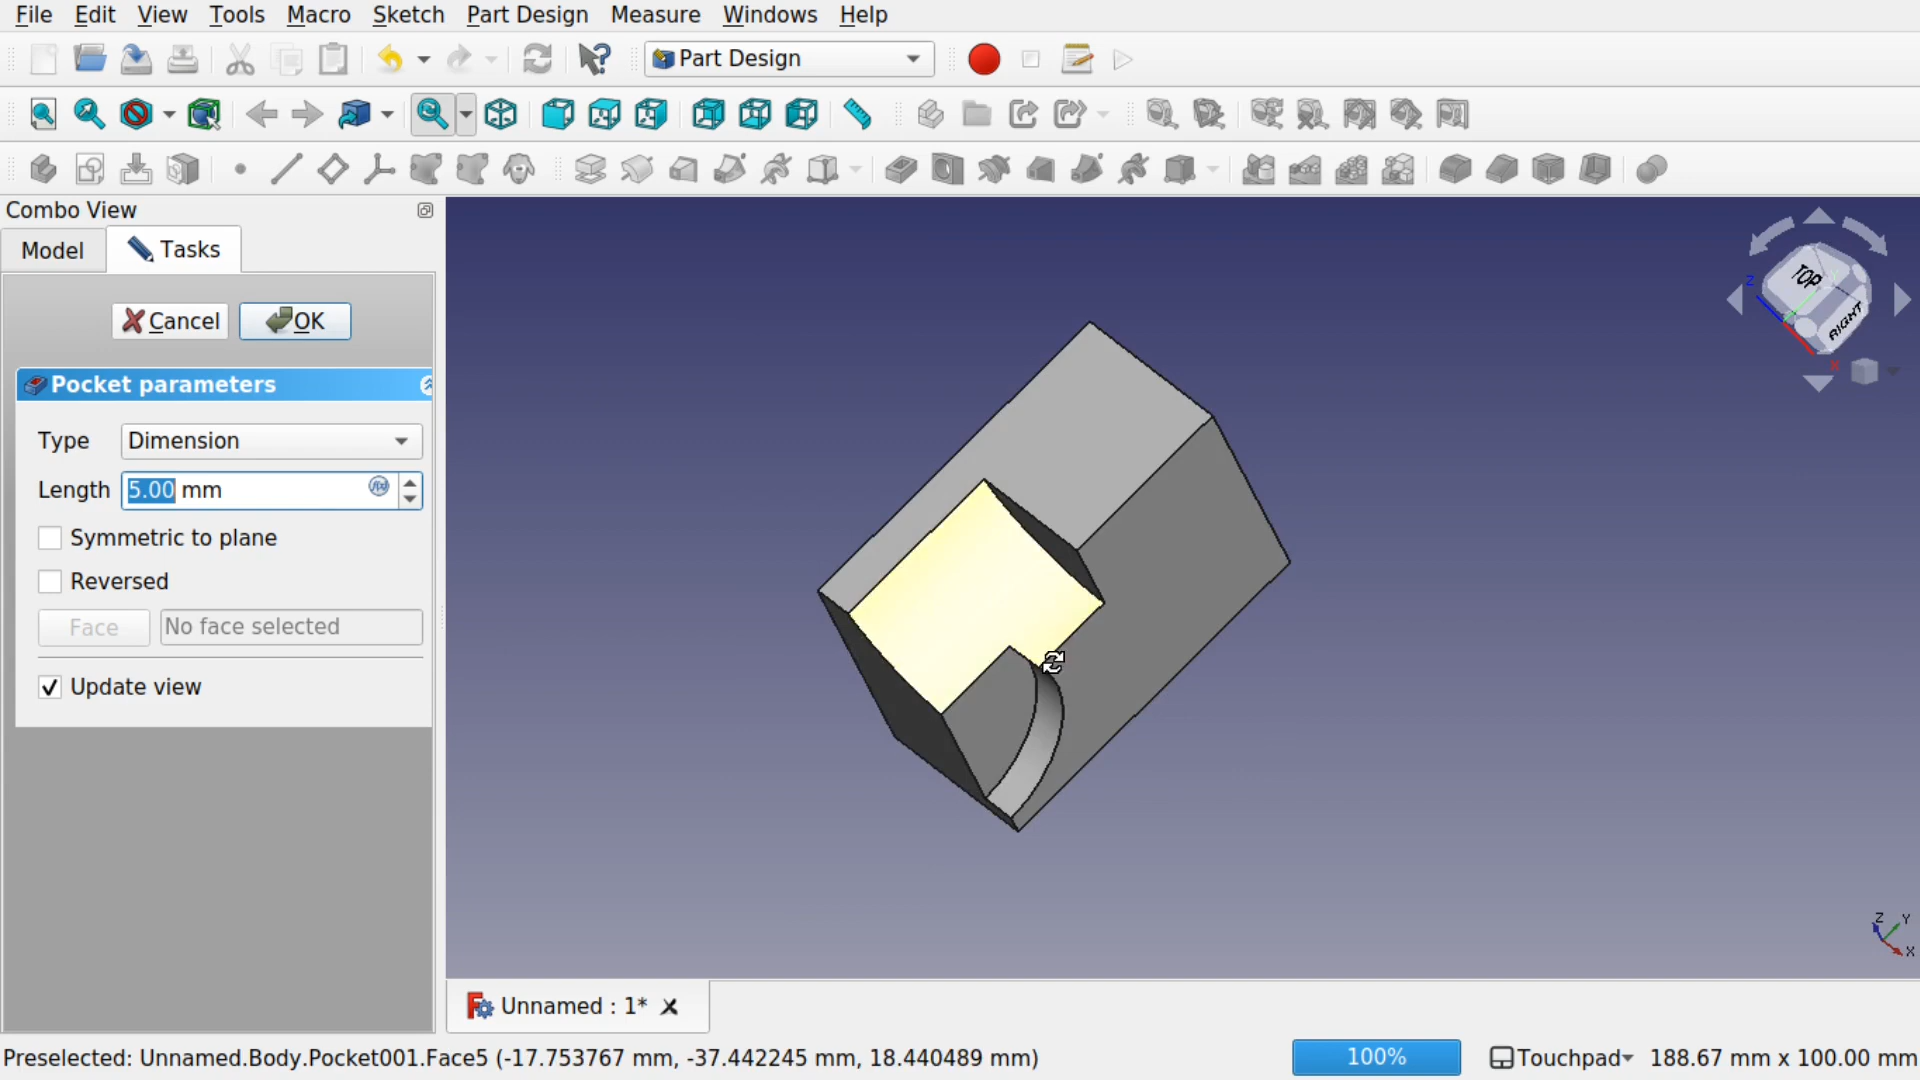 File Edit View Tools Macro Sketch Part Design Measure Windows Help
Part Design
Combo View
Model Tasks
Cancel OK
Pocket parameters
Type Dimension
Length 5.00 mm
Symmetric to plane
Reversed
Face No face selected
Update view
TOP
RIGHT
Z
X
Z Y
X
Unnamed : 1*
Preselected: Unnamed.Body.Pocket001.Face5 (-17.753767 mm, -37.442245 mm, 18.440489 mm) 100% Touchpad 188.67 mm x 100.00 mm